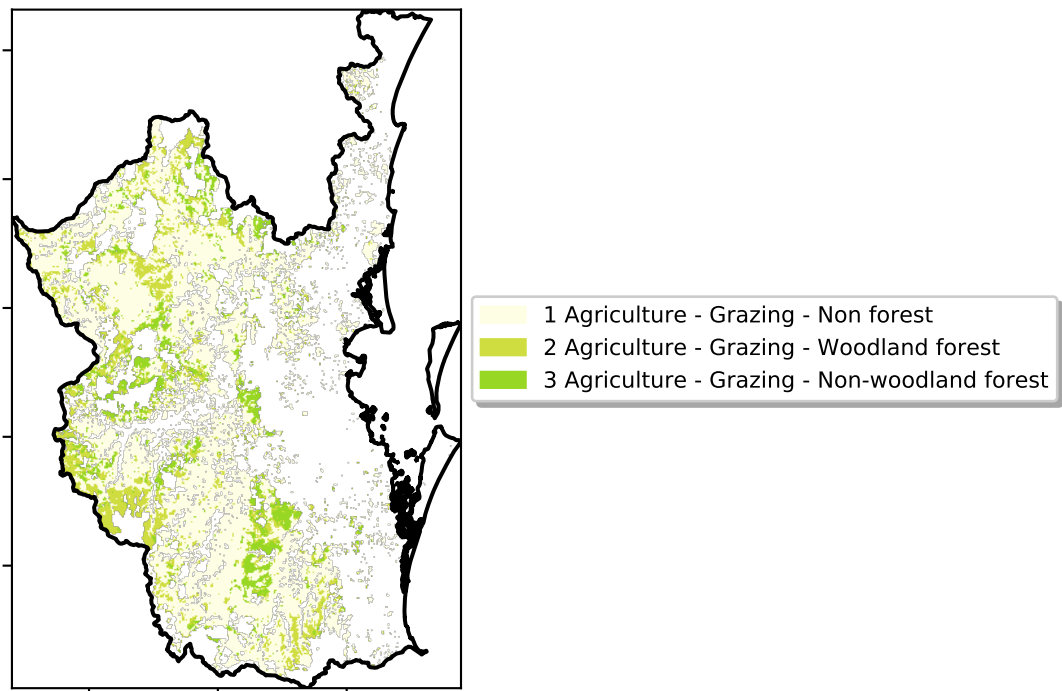 1 Agriculture - Grazing - Non forest
2 Agriculture - Grazing - Woodland forest
3 Agriculture - Grazing - Non-woodland forest